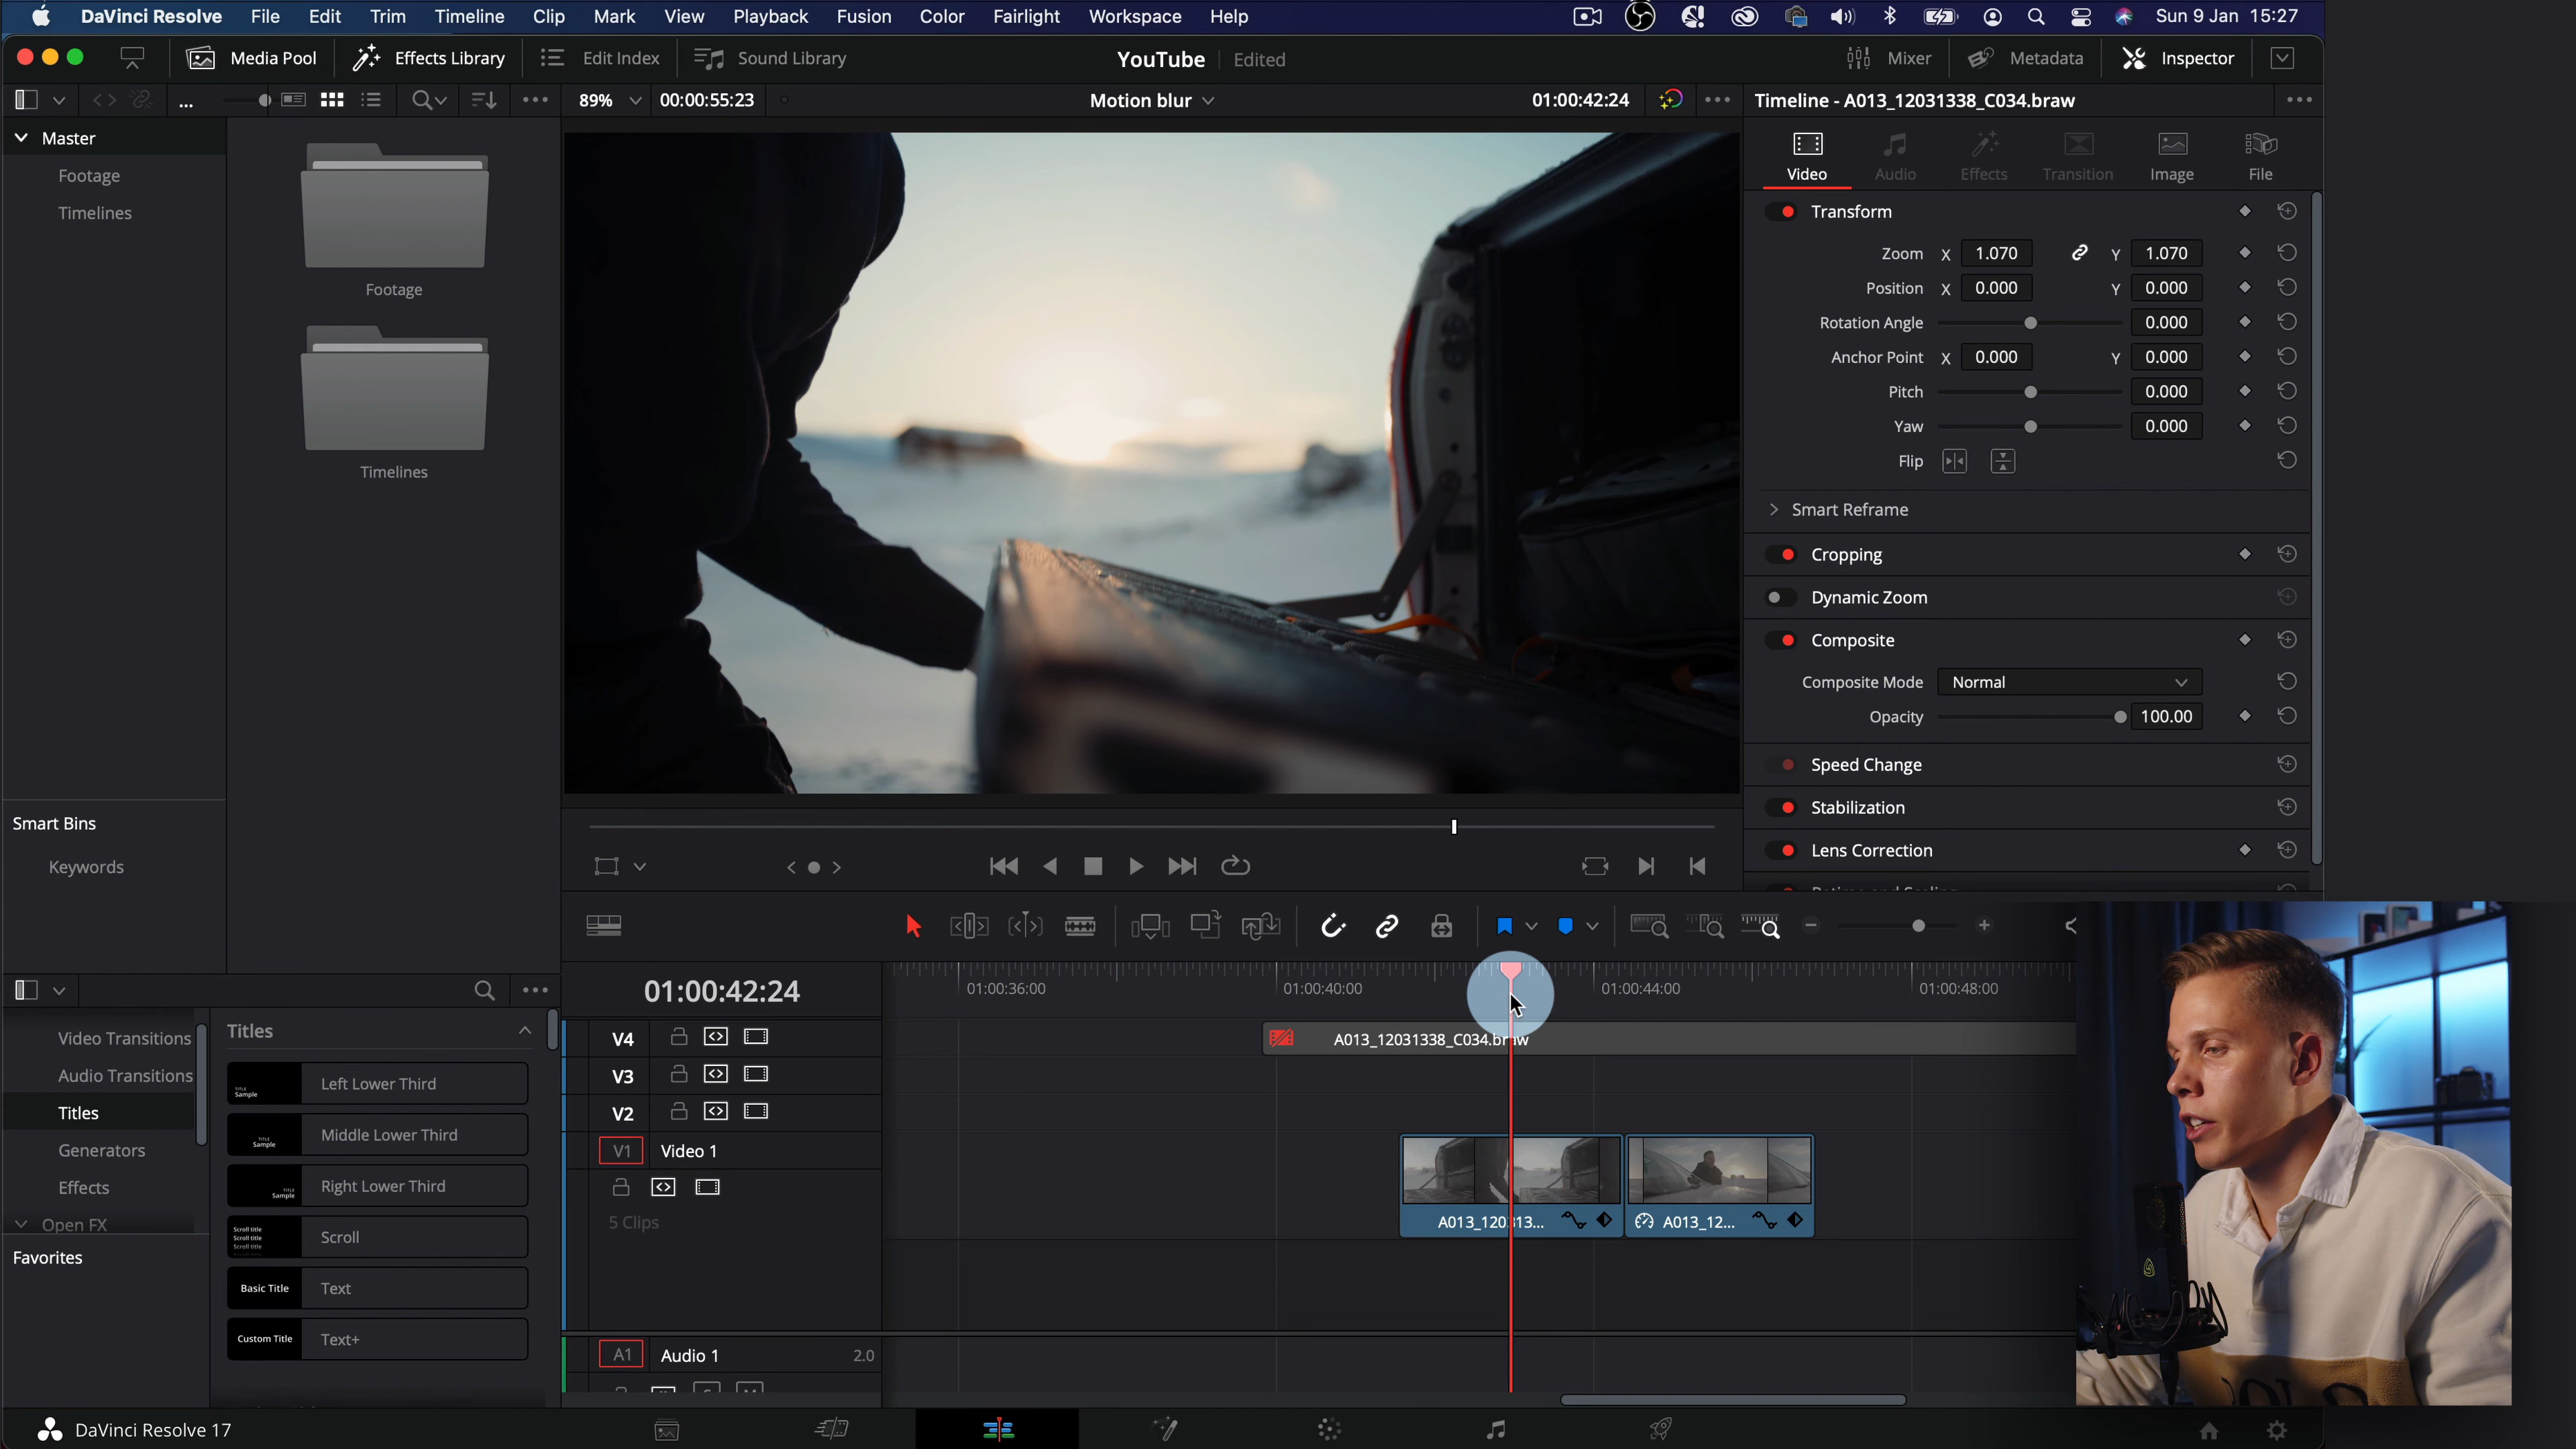 DaVinci Resolve File Edit Trim Timeline Clip Mark View Playback Fusion Color Fairlight Workspace Help Sun 9 Jan 15:27
Media Pool Effects Library Edit Index Sound Library YouTube Edited Mixer Metadata Inspector
... 89% 00:00:55:23 Motion blur 01:00:42:24 Timeline - A013_12031338_C034.braw
Master
Footage
Timelines
Footage
Timelines
Smart Bins
Keywords
Video Audio Effects Transition Image File
Transform
Zoom X 1.070 Y 1.070
Position X 0.000 Y 0.000
Rotation Angle 0.000
Anchor Point X 0.000 Y 0.000
Pitch 0.000
Yaw 0.000
Flip
Smart Reframe
Cropping
Dynamic Zoom
Composite
Composite Mode Normal
Opacity 100.00
Speed Change
Stabilization
Lens Correction
Video Transitions
Audio Transitions
Titles
Generators
Effects
Open FX
Favorites
Titles
Left Lower Third
Middle Lower Third
Right Lower Third
Scroll title
Scroll title
Scroll title
Scroll
Basic Title Text
Custom Title Text+
01:00:42:24 01:00:36:00 01:00:40:00 01:00:44:00 01:00:48:00
V4 A013_12031338_C034.braw
V3
V2
V1 Video 1
5 Clips
A013_120313... A013_12...
A1 Audio 1 2.0
DaVinci Resolve 17